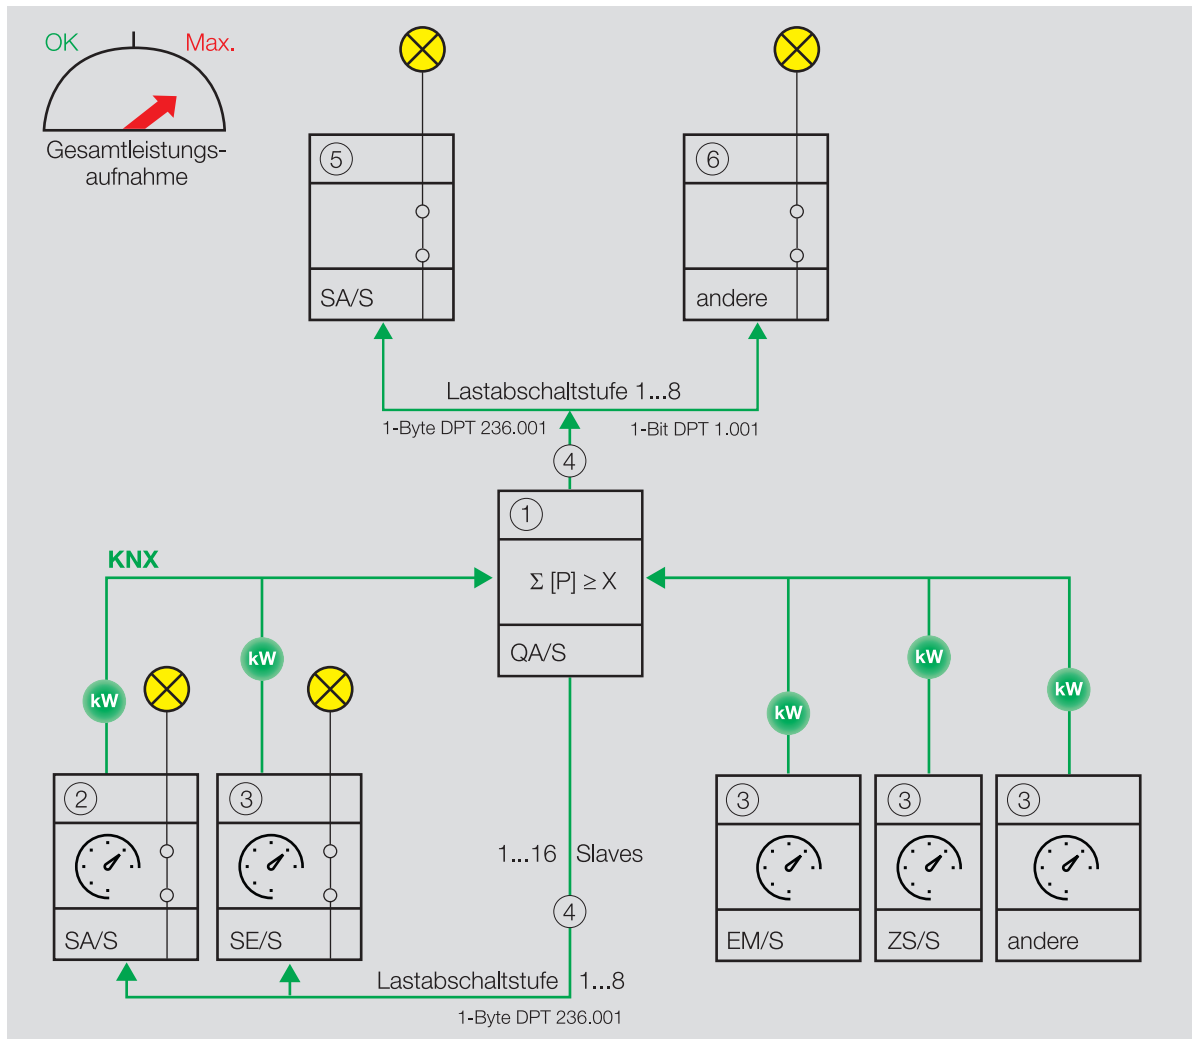 OK Max.
Gesamtleistungs-
aufnahme
5
SA/S
6
andere
Lastabschaltstufe 1...8
1-Byte DPT 236.001 1-Bit DPT 1.001
4
1
Σ [P] ≥ X
QA/S
KNX
kW
kW
kW
kW
kW
2
SA/S
3
SE/S
1...16 Slaves
4
Lastabschaltstufe 1...8
1-Byte DPT 236.001
3
EM/S
3
ZS/S
3
andere